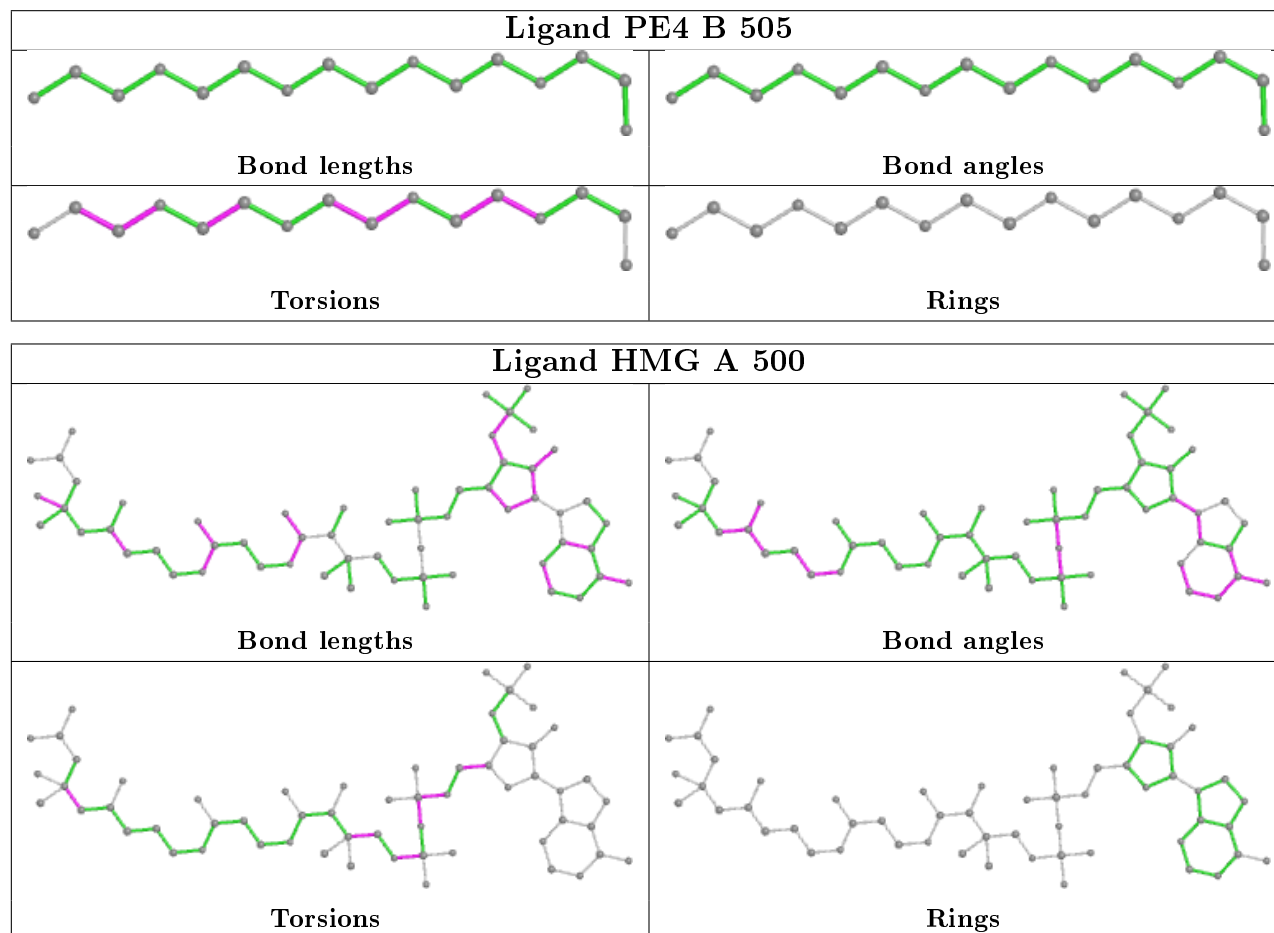 Ligand PE4 B 505
Bond lengths
Bond angles
Torsions
Rings
Ligand HMG A 500
Bond lengths
Bond angles
Torsions
Rings